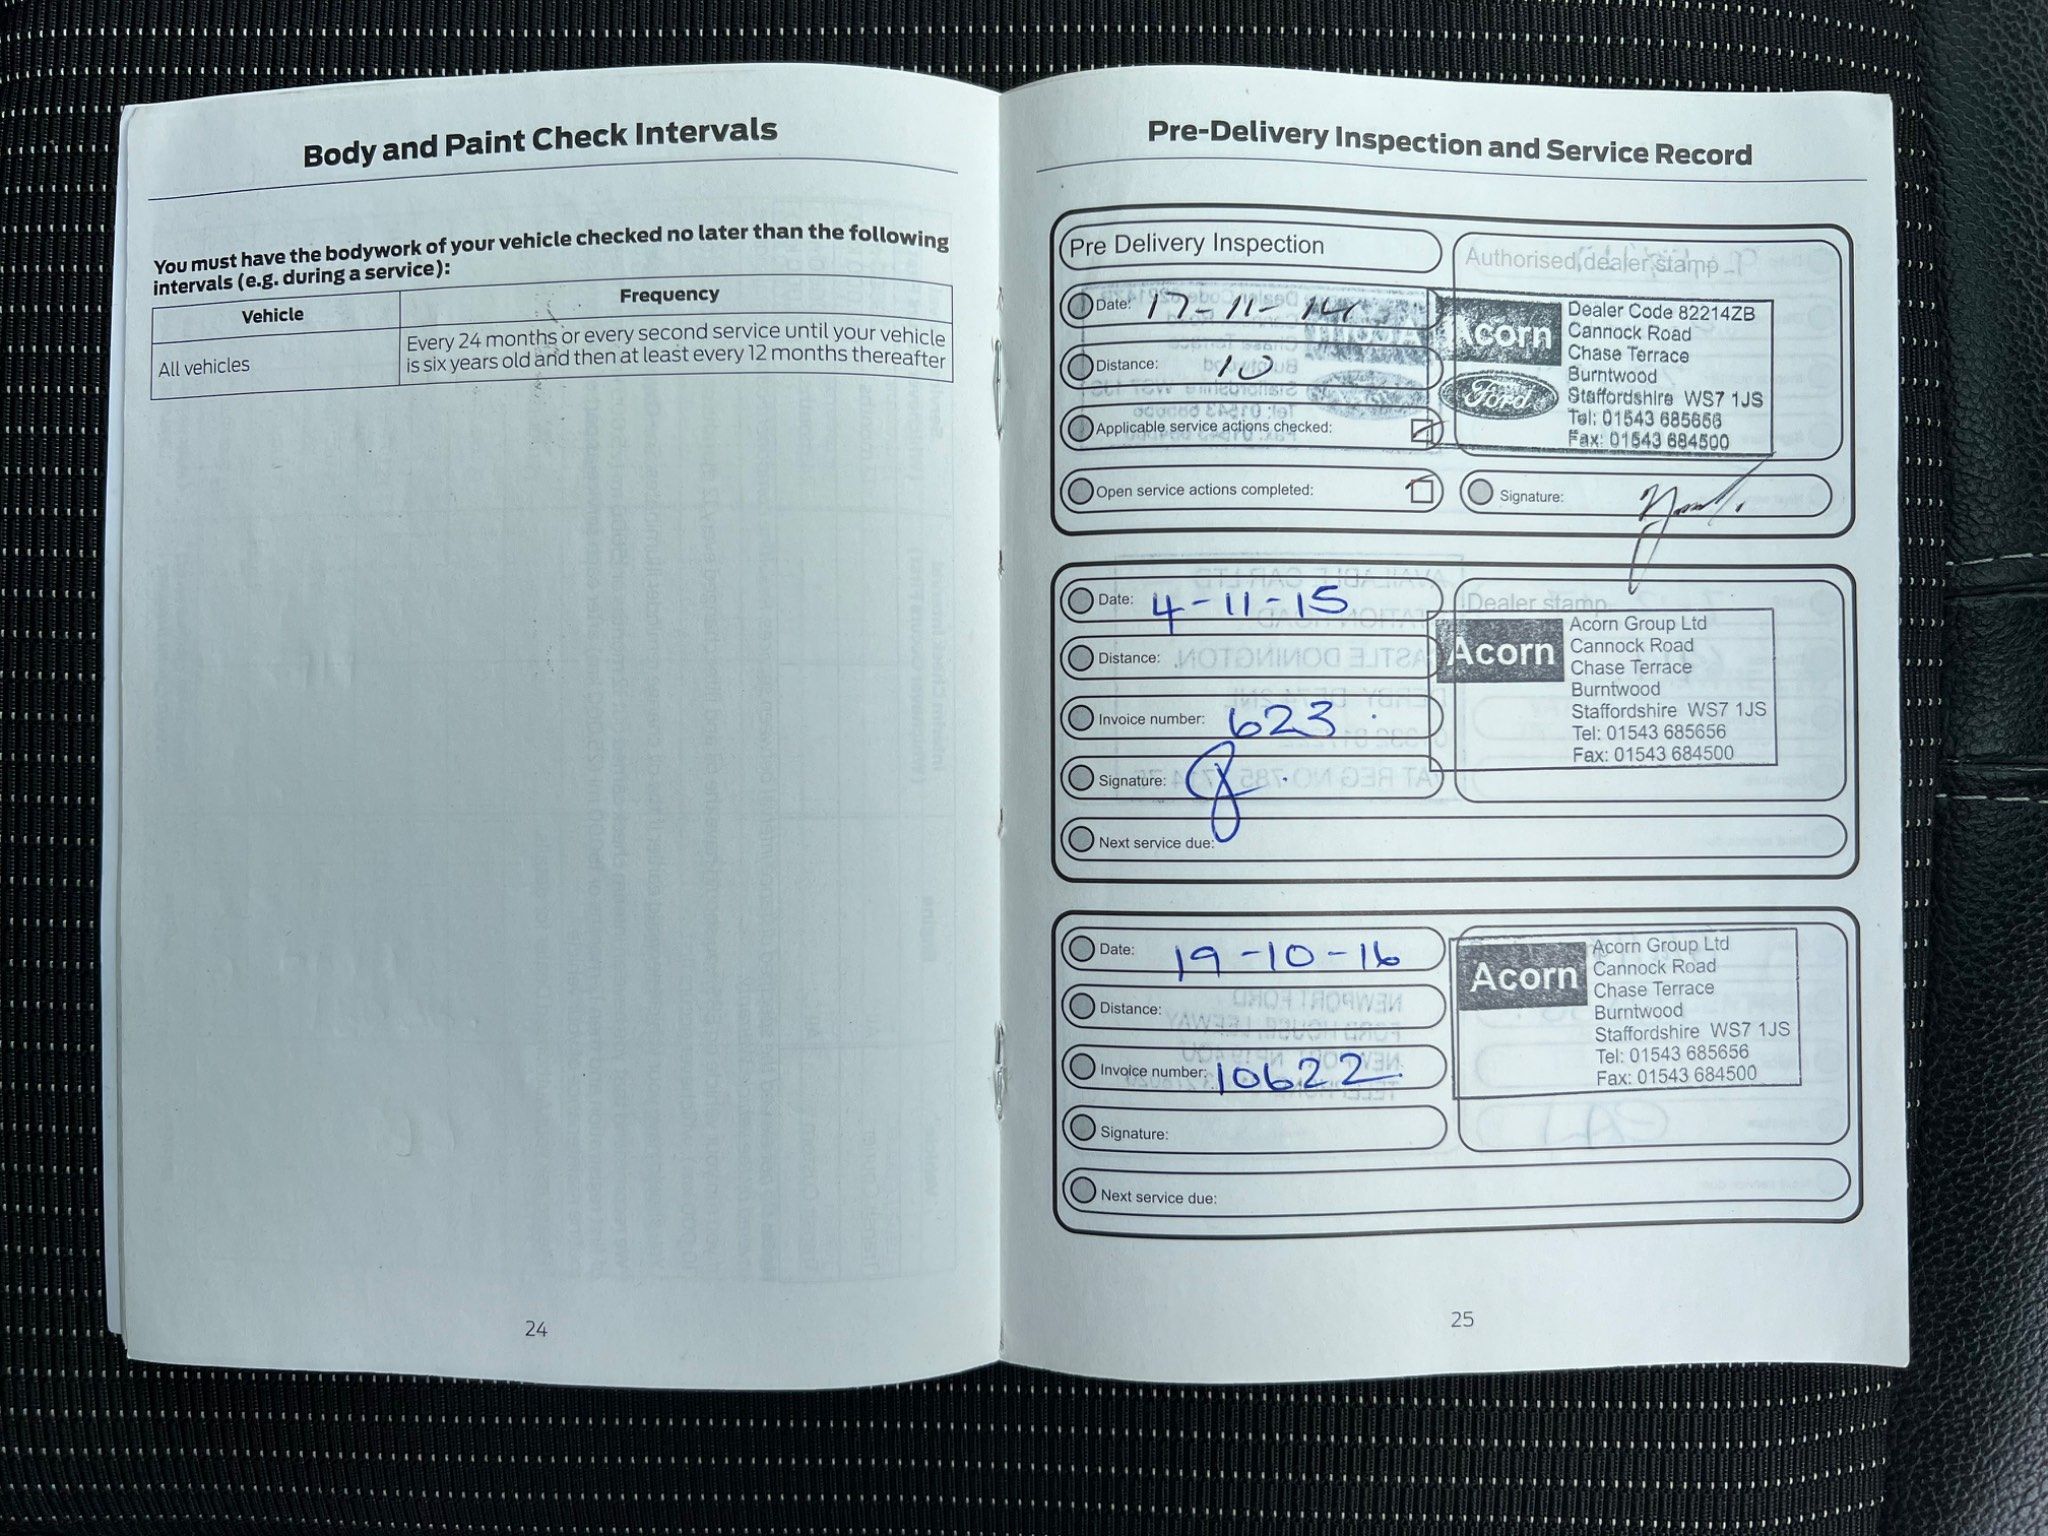 Body and Paint Check Intervals
You must have the bodywork of your vehicle checked no later than the following
intervals (e.g. during a service):
Vehicle Frequency
All vehicles Every 24 months or every second service until your vehicle
is six years old and then at least every 12 months thereafter
24
Pre-Delivery Inspection and Service Record
Pre Delivery Inspection
Date: 17-11-14
Distance: 10
Applicable service actions checked:
Open service actions completed:
Authorised dealer stamp
Acorn
Ford
Dealer Code 82214ZB
Cannock Road
Chase Terrace
Burntwood
Staffordshire WS7 1JS
Tel: 01543 685656
Fax: 01543 684500
Signature:
Date: 4-11-15
Distance:
Invoice number: 623
Signature:
Next service due:
Dealer stamp
Acorn
Acorn Group Ltd
Cannock Road
Chase Terrace
Burntwood
Staffordshire WS7 1JS
Tel: 01543 685656
Fax: 01543 684500
Date: 19-10-16
Distance:
Invoice number: 10622
Signature:
Next service due:
Acorn
Acorn Group Ltd
Cannock Road
Chase Terrace
Burntwood
Staffordshire WS7 1JS
Tel: 01543 685656
Fax: 01543 684500
25